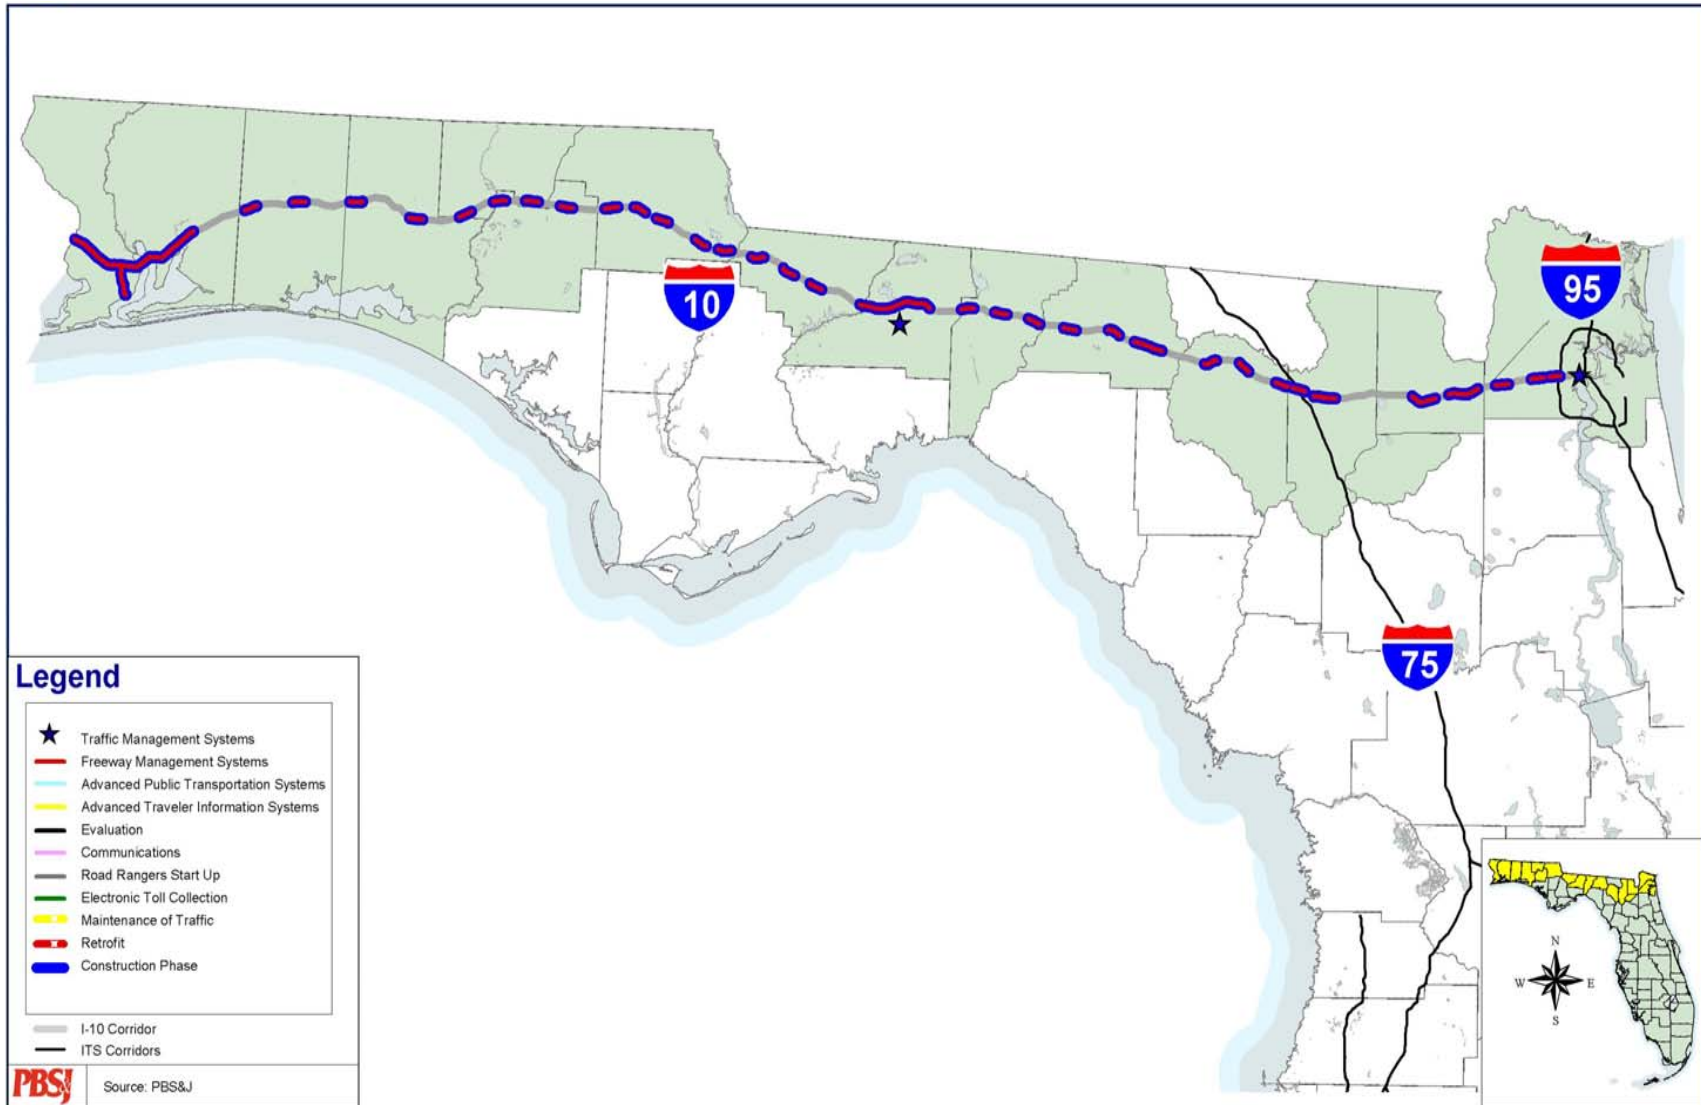 95
10
75
Legend
Traffic Management Systems
Freeway Management Systems
Advanced Public Transportation Systems
Advanced Traveler Information Systems
Evaluation
Communications
Road Rangers Start Up
Electronic Toll Collection
Maintenance of Traffic
Retrofit
Construction Phase
I-10 Corridor
ITS Corridors
PBSJ
Source: PBS&J
N
W E
S